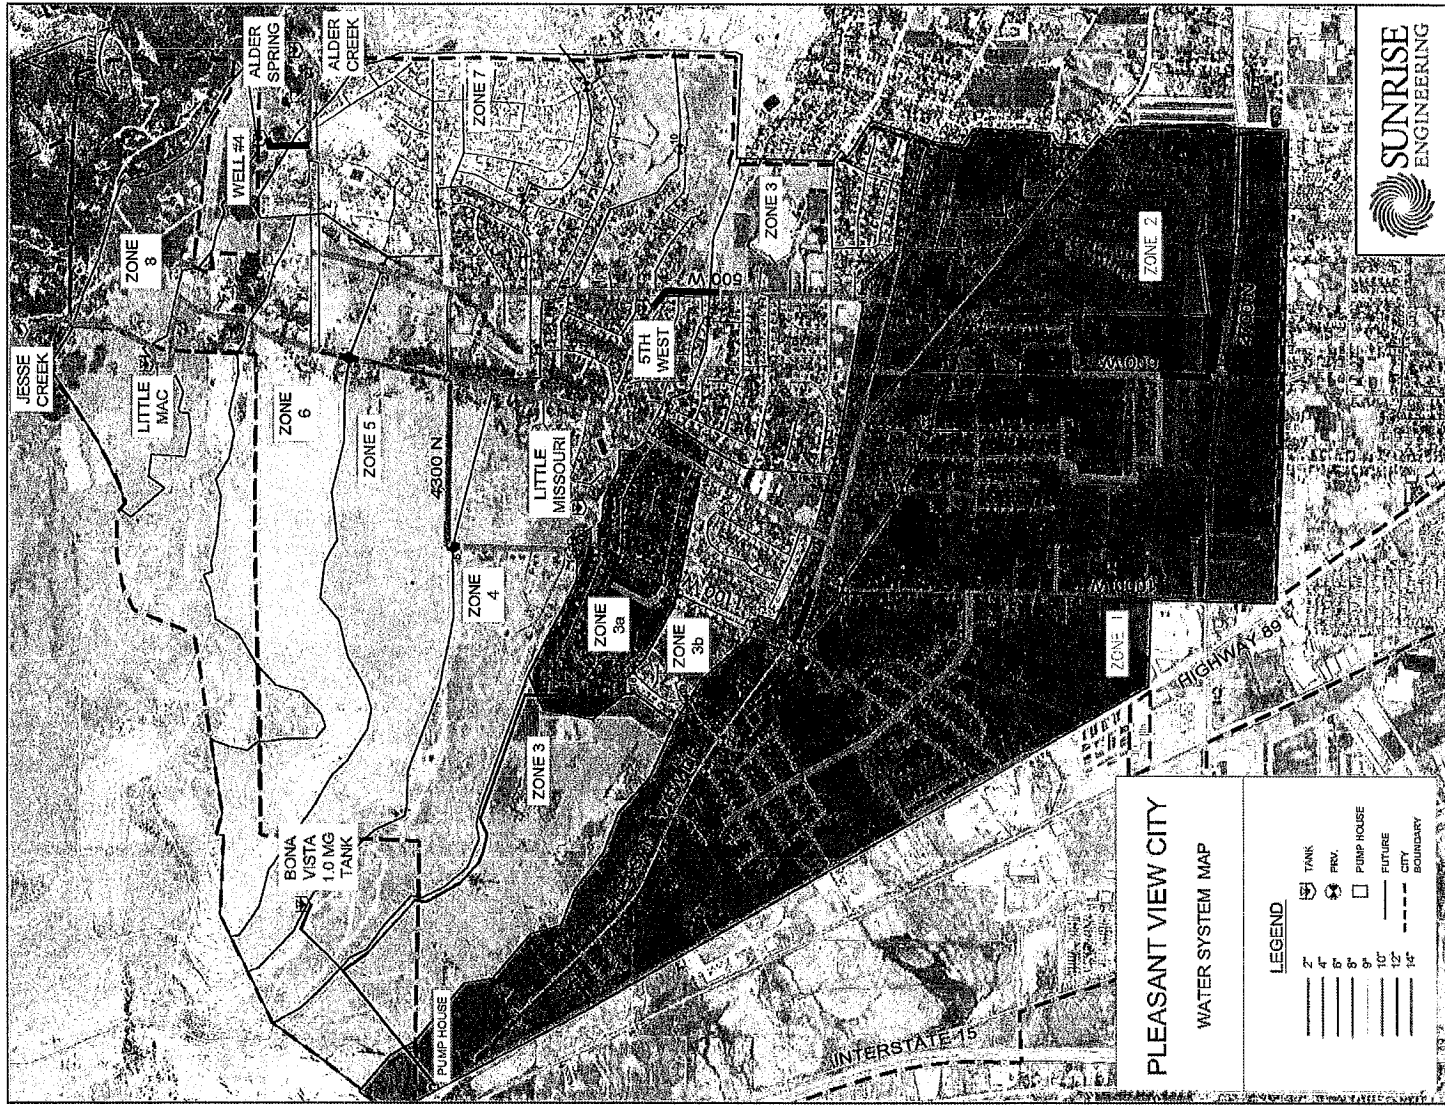 JESSE
CREEK
ALDER
SPRING
ALDER
CREEK
LITTLE
MAC
ZONE
8
WELL #4
ZONE
6
ZONE 5
ZONE 7
4300 N
BONA
VISTA
1.0 MG
TANK
ZONE
4
LITTLE
MISSOURI
5TH
WEST
500 W
ZONE 3
ZONE 3
ZONE
3a
ZONE
3b
1100 W
PUMP HOUSE
ZONE 2
600 W
1000 W
ZONE 1
HIGHWAY 89
INTERSTATE 15
PLEASANT VIEW CITY
WATER SYSTEM MAP
LEGEND
2"
4"
6"
8"
9"
10"
12"
14"
TANK
PRV.
PUMP HOUSE
FUTURE
CITY
BOUNDARY
SUNRISE
ENGINEERING